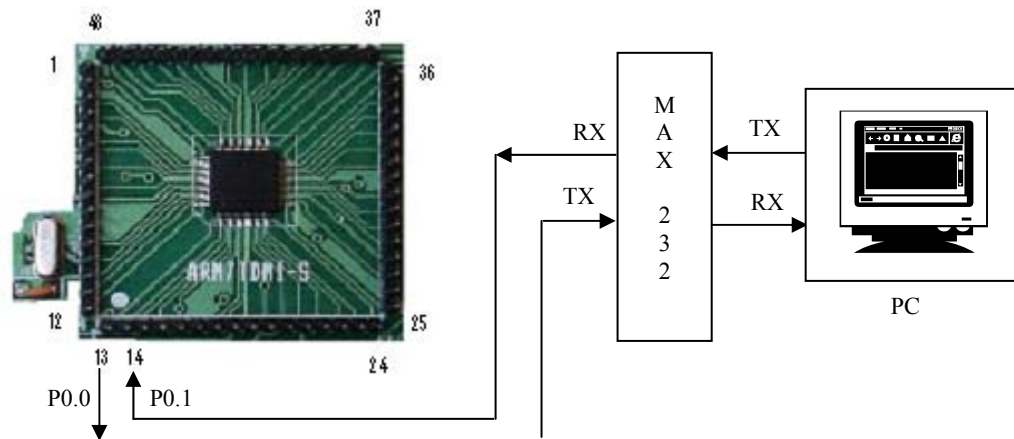 48
37
1
36
M
A
X
2
3
2
RX
TX
TX
RX
ARM7TDMI-S
12
25
PC
13
14
24
P0.0
P0.1